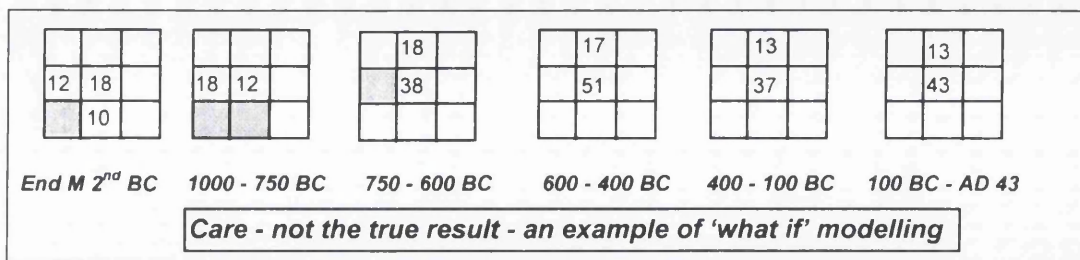 18 17 13 13
12 18 18 12 38 51 37 43
10
End M 2nd BC 1000 - 750 BC 750 - 600 BC 600 - 400 BC 400 - 100 BC 100 BC - AD 43
Care - not the true result - an example of 'what if' modelling